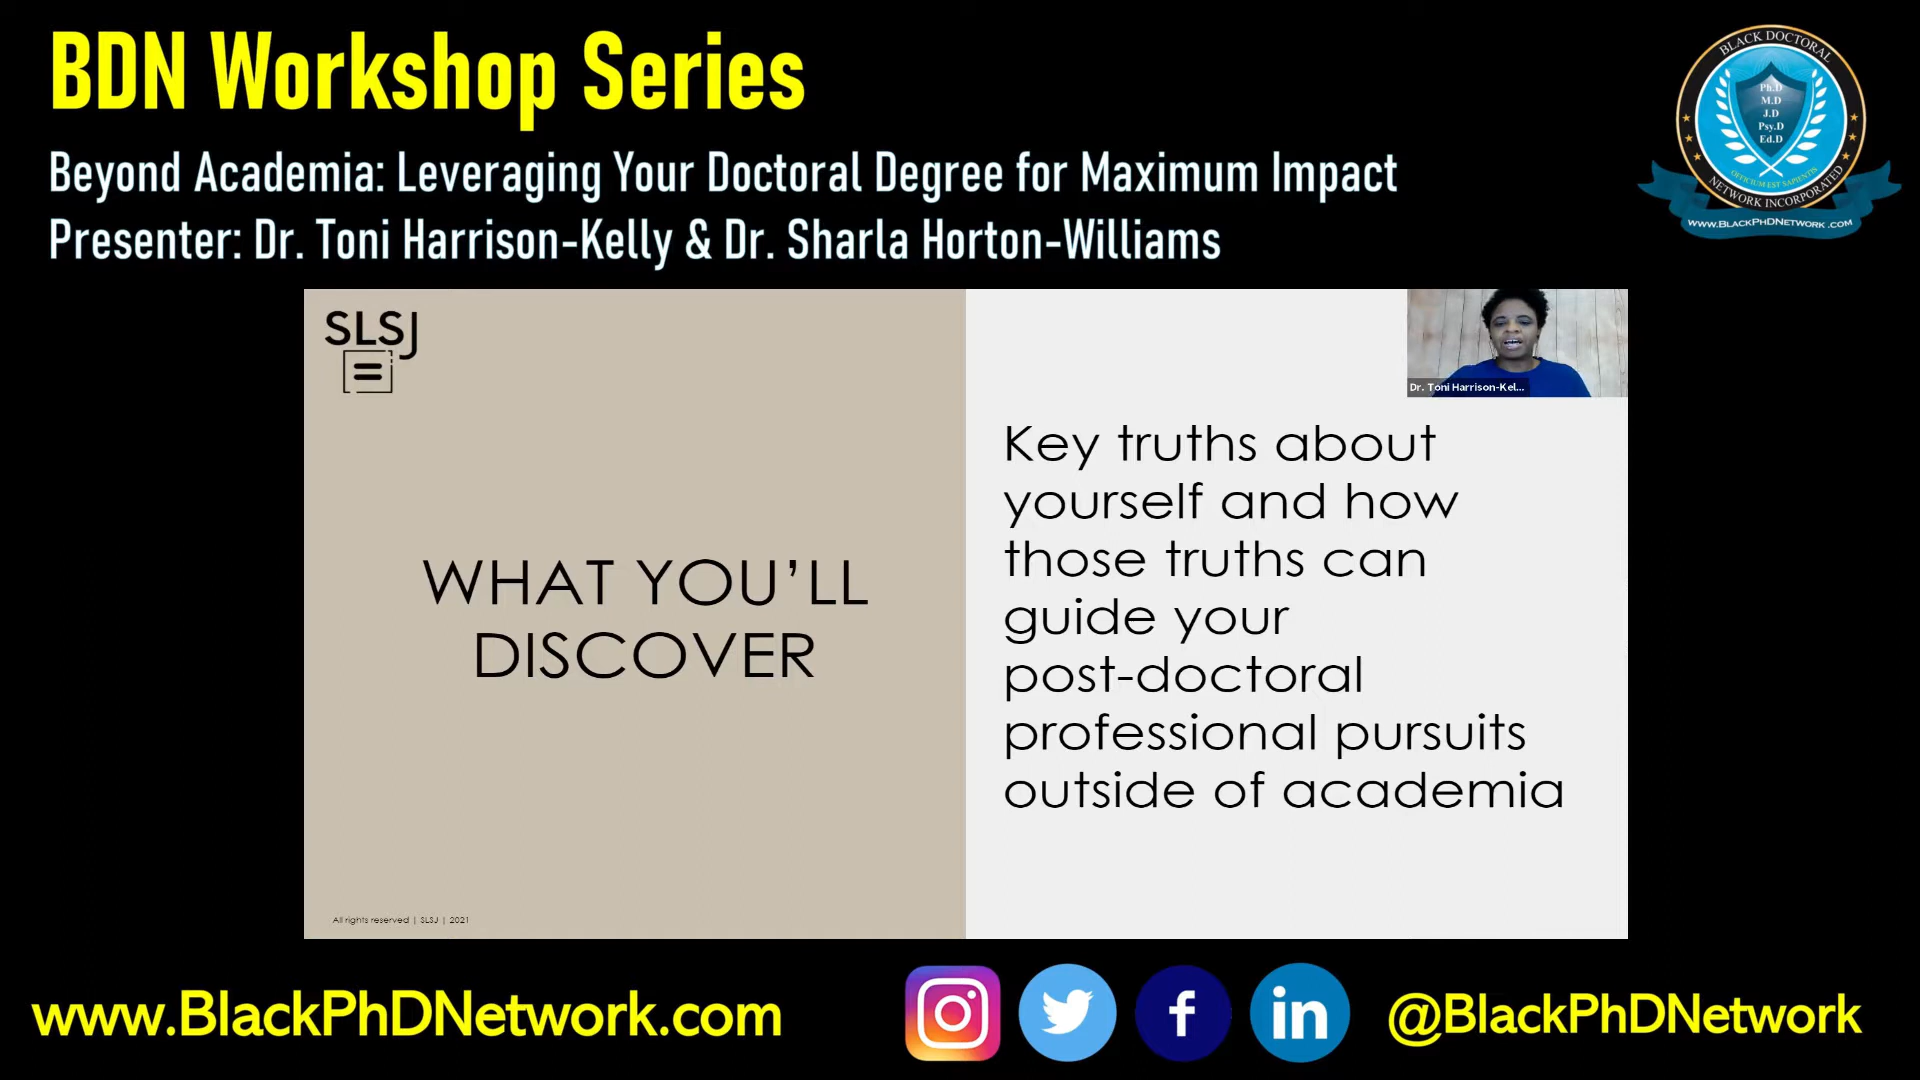 BDN Workshop Series
Beyond Academia: Leveraging Your Doctoral Degree for Maximum Impact
Presenter: Dr. Toni Harrison-Kelly & Dr. Sharla Horton-Williams
BLACK DOCTORAL
Ph.D
M.D
J.D
Psy.D
Ed.D
OFFICIUM EST SAPIENTIS
NETWORK INCORPORATED
WWW.BLACKPHDNETWORK.COM
SLSJ
Dr. Toni Harrison-Kel...
WHAT YOU’LL
DISCOVER
Key truths about
yourself and how
those truths can
guide your
post-doctoral
professional pursuits
outside of academia
All rights reserved | SLSJ | 2021
www.BlackPhDNetwork.com
@BlackPhDNetwork